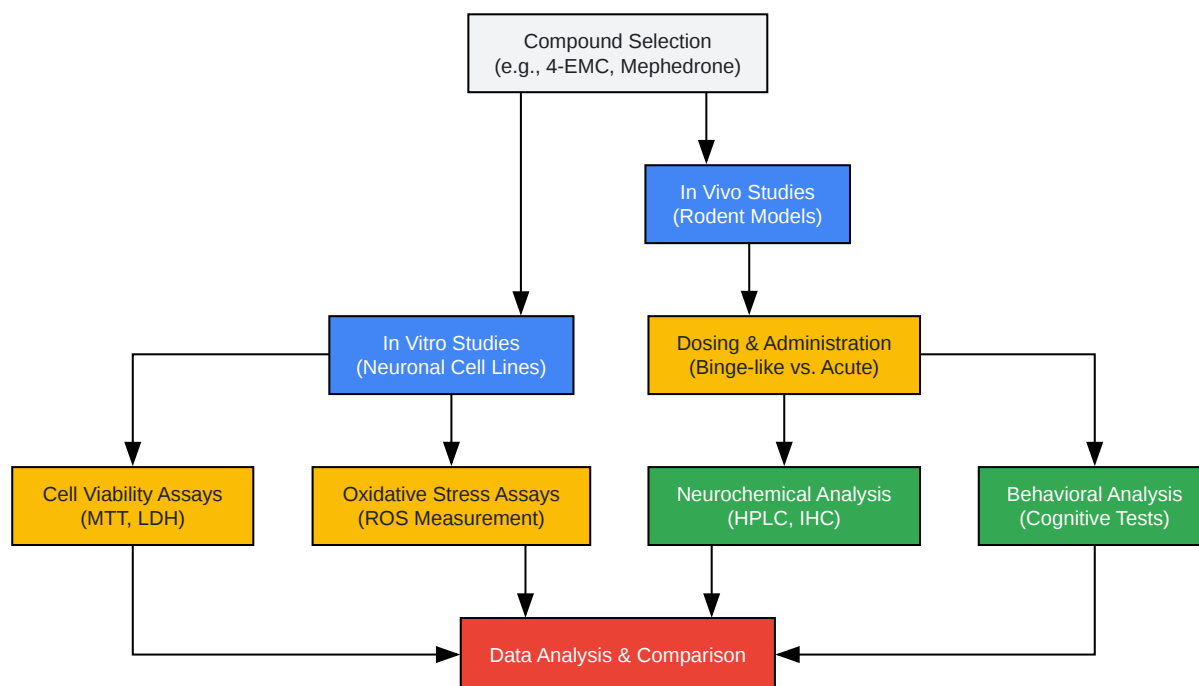 Compound Selection
(e.g., 4-EMC, Mephedrone)
In Vivo Studies
(Rodent Models)
In Vitro Studies
(Neuronal Cell Lines)
Dosing & Administration
(Binge-like vs. Acute)
Cell Viability Assays
(MTT, LDH)
Oxidative Stress Assays
(ROS Measurement)
Neurochemical Analysis
(HPLC, IHC)
Behavioral Analysis
(Cognitive Tests)
Data Analysis & Comparison